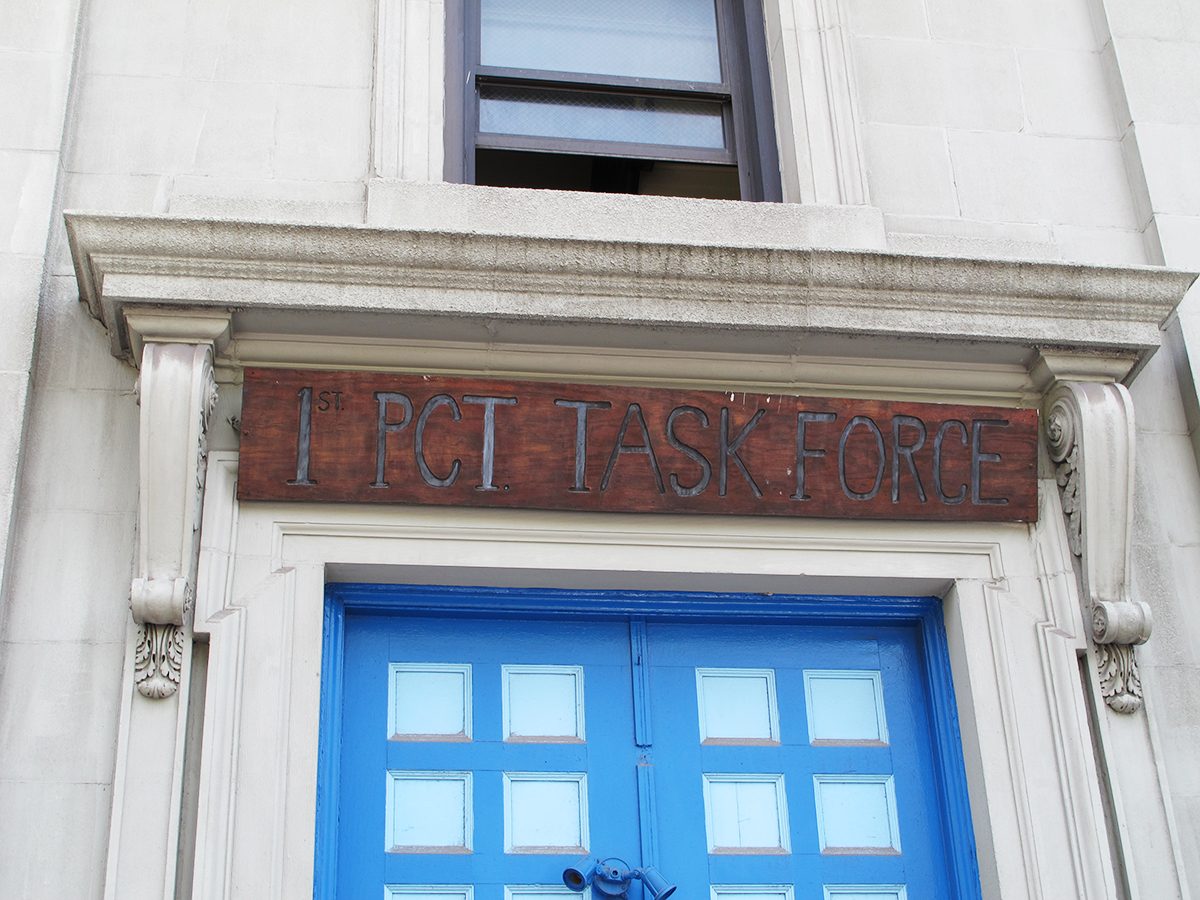 1ST. PCT. TASK FORCE